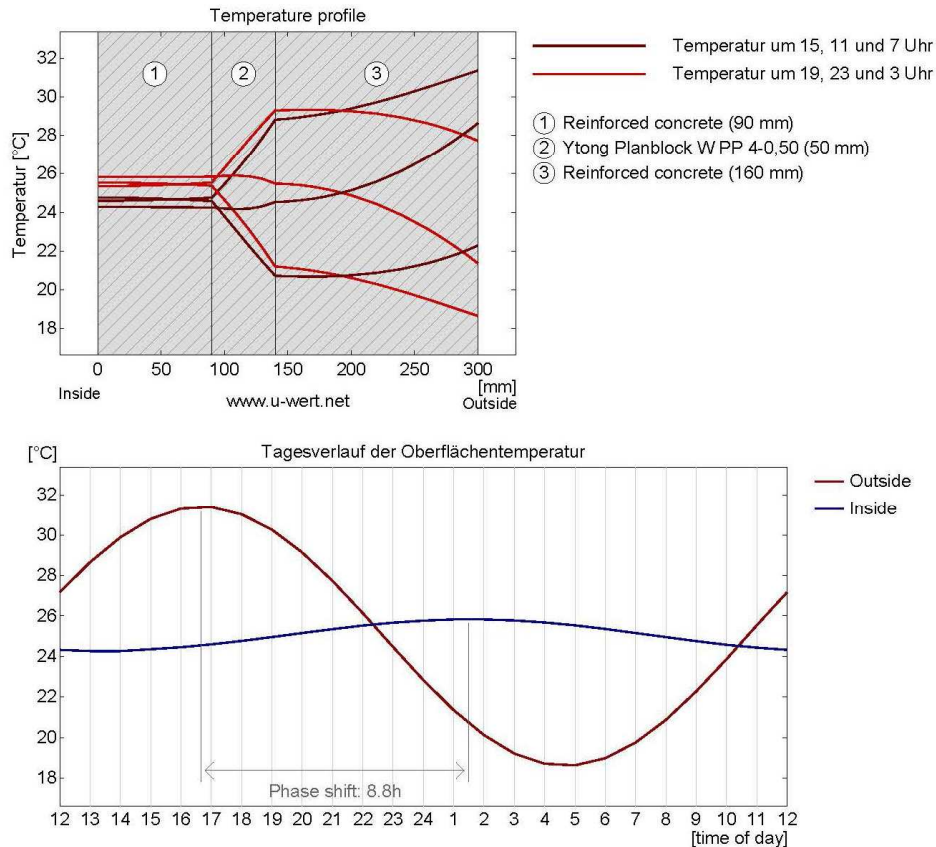 Temperature profile
32
30
28
26
24
22
20
18
Temperatur [°C]
1
2
3
0
50
100
150
200
250
300
[mm]
Inside
www.u-wert.net
Outside
Temperatur um 15, 11 und 7 Uhr
Temperatur um 19, 23 und 3 Uhr
1 Reinforced concrete (90 mm)
2 Ytong Planblock W PP 4-0,50 (50 mm)
3 Reinforced concrete (160 mm)
[°C]
Tagesverlauf der Oberflächentemperatur
32
30
28
26
24
22
20
18
Outside
Inside
Phase shift: 8.8h
12 13 14 15 16 17 18 19 20 21 22 23 24 1 2 3 4 5 6 7 8 9 10 11 12
[time of day]